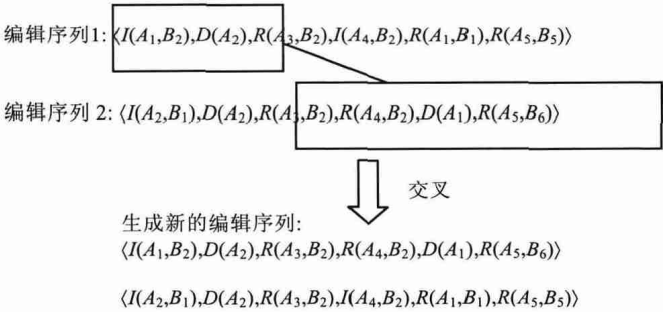 编辑序列1:⟨I(A₁,B₂),D(A₂),R(A₃,B₂),I(A₄,B₂),R(A₁,B₁),R(A₅,B₅)⟩
编辑序列 2:⟨I(A₂,B₁),D(A₂),R(A₃,B₂),R(A₄,B₂),D(A₁),R(A₅,B₆)⟩
交叉
生成新的编辑序列:
⟨I(A₁,B₂),D(A₂),R(A₃,B₂),R(A₄,B₂),D(A₁),R(A₅,B₆)⟩
⟨I(A₂,B₁),D(A₂),R(A₃,B₂),I(A₄,B₂),R(A₁,B₁),R(A₅,B₅)⟩